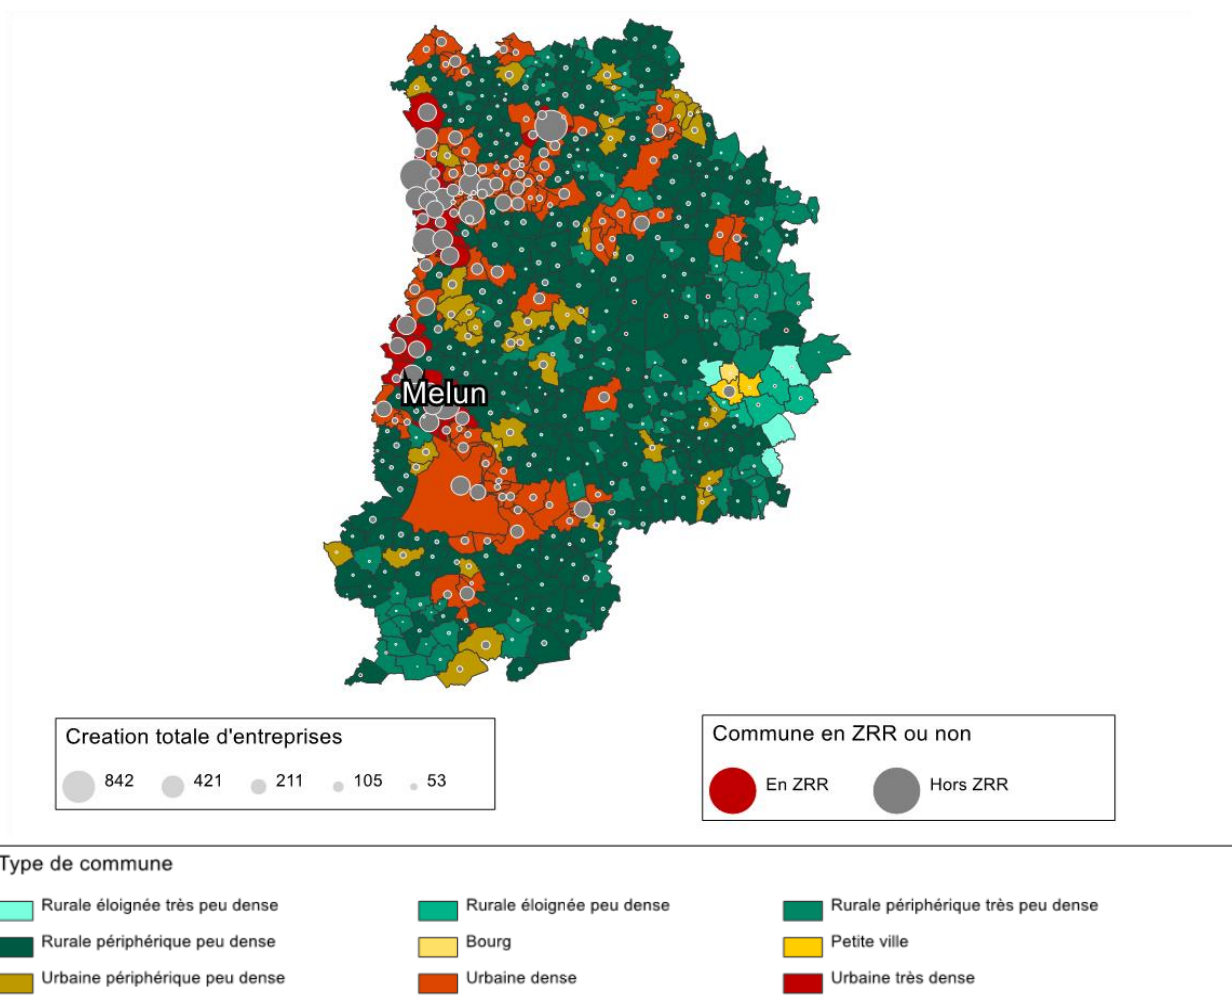 Melun
Creation totale d'entreprises
842 421 211 105 53
Commune en ZRR ou non
En ZRR Hors ZRR
Type de commune
Rurale éloignée très peu dense Rurale éloignée peu dense Rurale périphérique très peu dense
Rurale périphérique peu dense Bourg Petite ville
Urbaine périphérique peu dense Urbaine dense Urbaine très dense